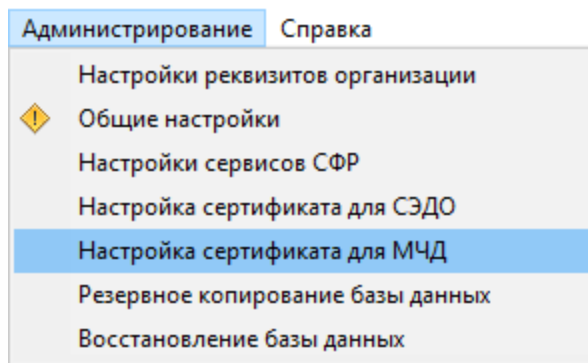 Администрирование Справка
Настройки реквизитов организации
Общие настройки
Настройки сервисов СФР
Настройка сертификата для СЭДО
Настройка сертификата для МЧД
Резервное копирование базы данных
Восстановление базы данных